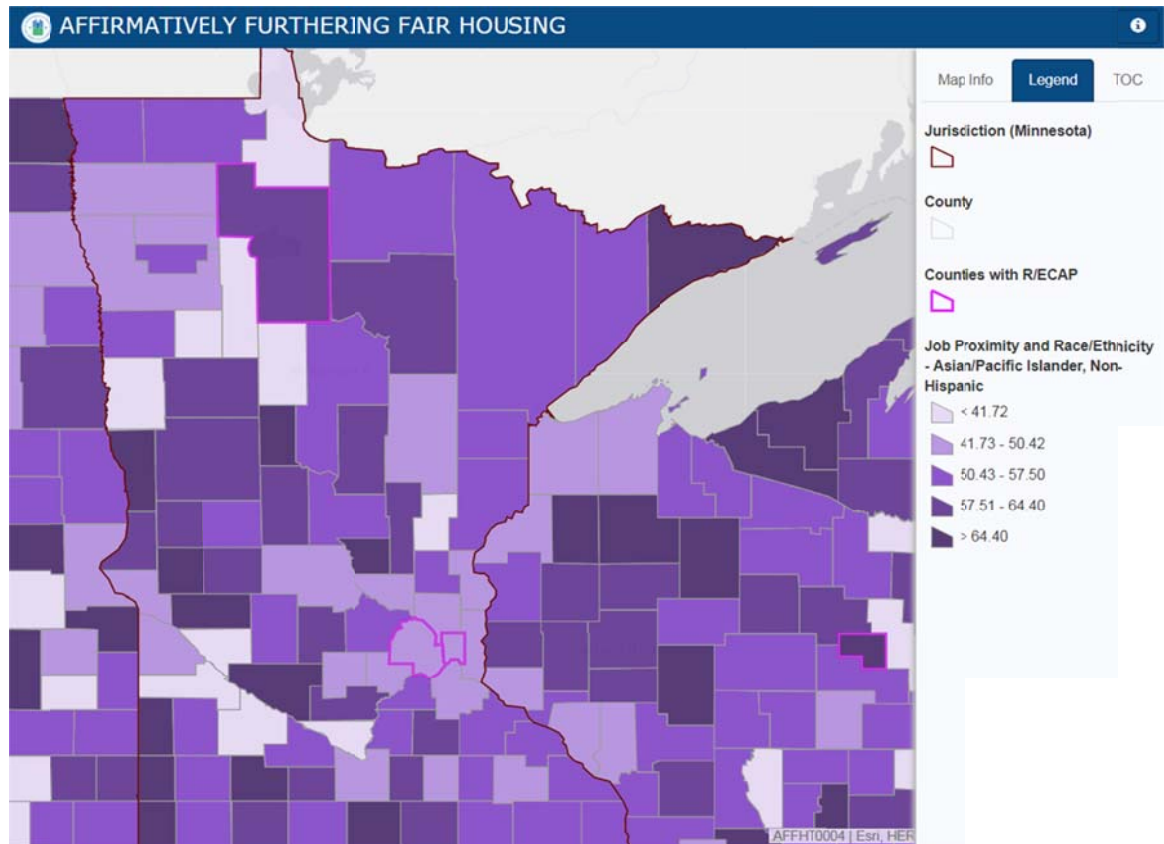 AFFIRMATIVELY FURTHERING FAIR HOUSING
Map Info Legend TOC
Jurisdiction (Minnesota)
County
Counties with R/ECAP
Job Proximity and Race/Ethnicity
- Asian/Pacific Islander, Non-
Hispanic
< 41.72
41.73 - 50.42
50.43 - 57.50
57.51 - 64.40
> 64.40
AFFHT0004 | Esri, HER